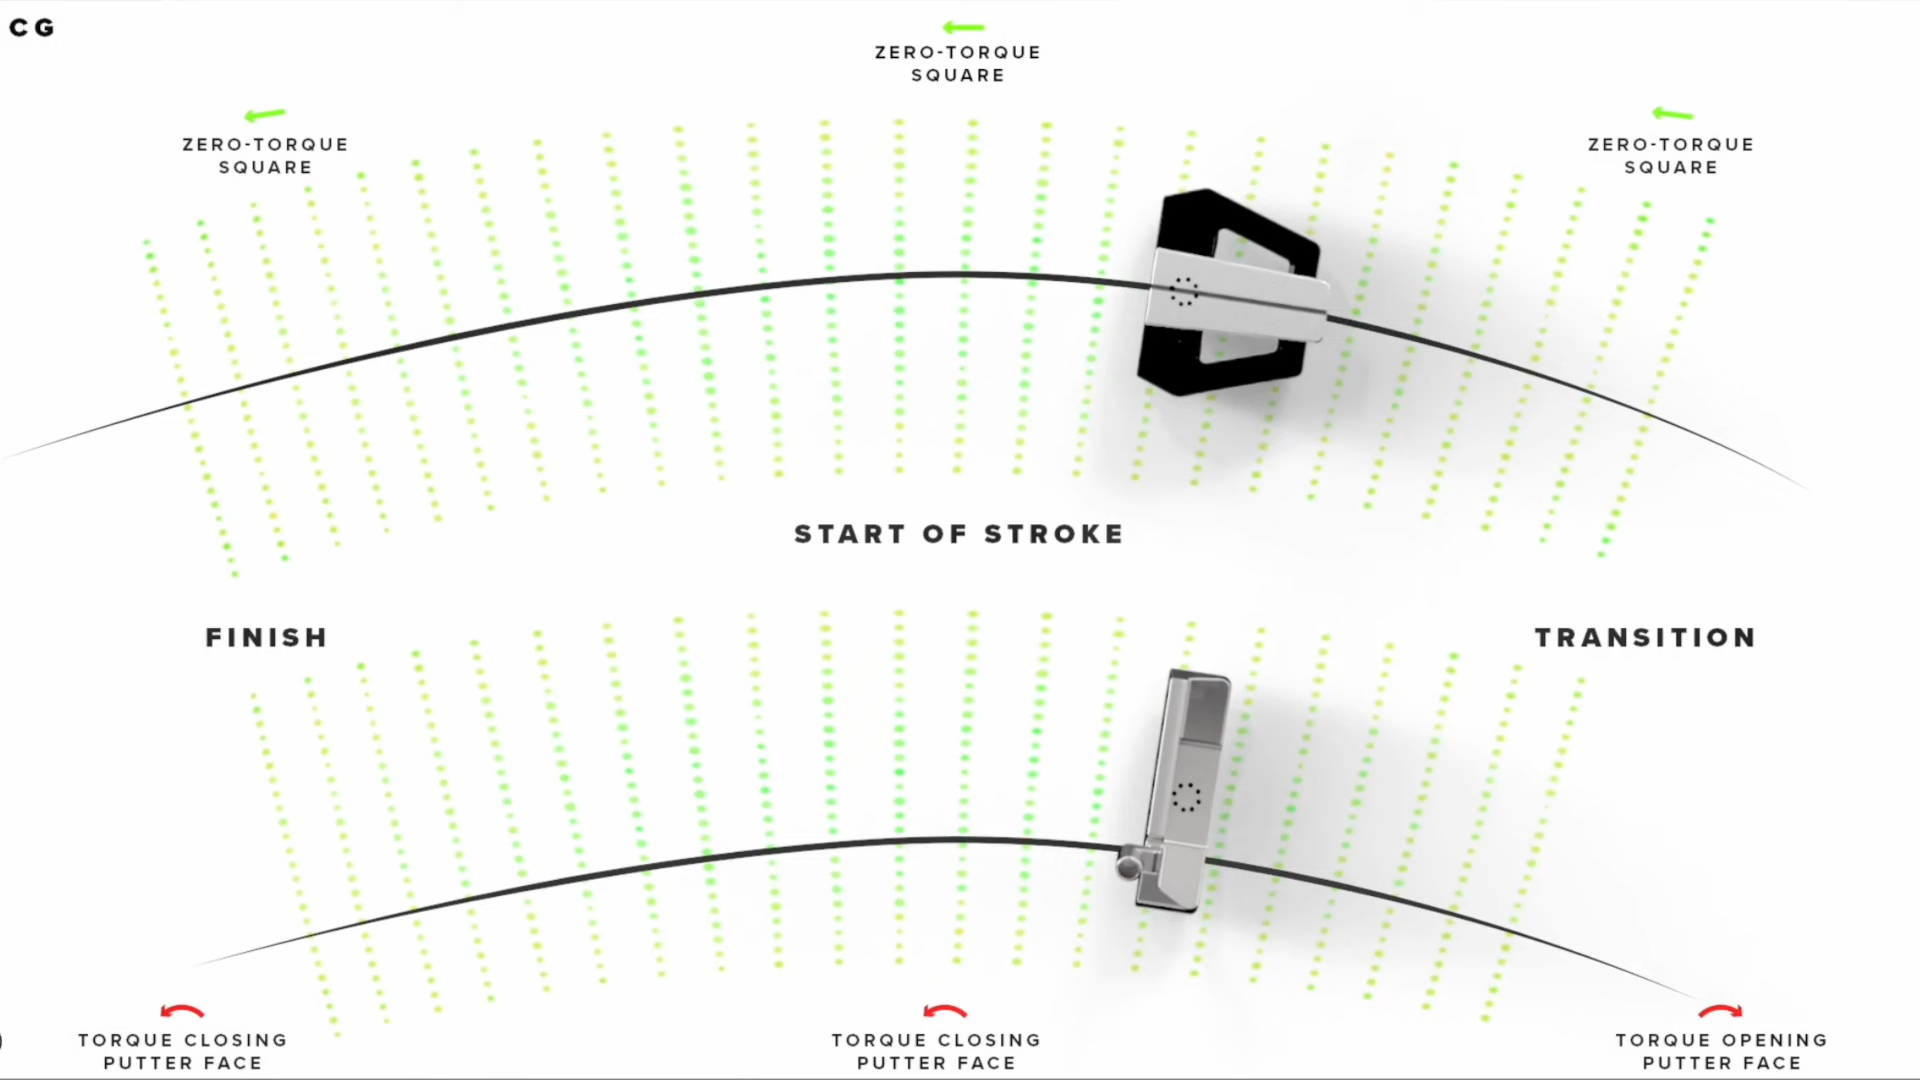 CG
ZERO-TORQUE
SQUARE
ZERO-TORQUE
SQUARE
ZERO-TORQUE
SQUARE
START OF STROKE
FINISH
TRANSITION
TORQUE CLOSING
PUTTER FACE
TORQUE CLOSING
PUTTER FACE
TORQUE OPENING
PUTTER FACE